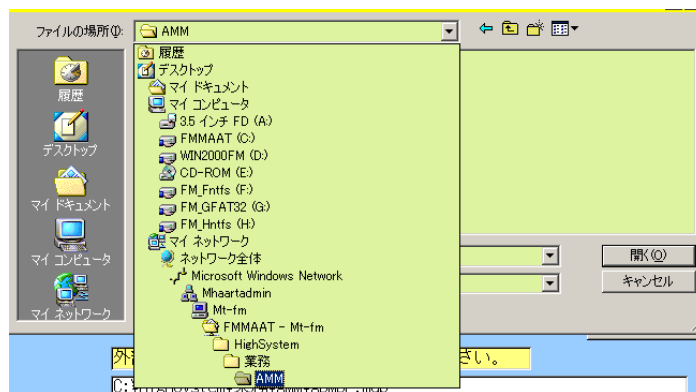 ファイルの場所(I):
AMM
履歴
デスクトップ
マイ ドキュメント
マイ コンピュータ
3.5 インチ FD (A:)
FMMAAT (C:)
WIN2000FM (D:)
CD-ROM (E:)
FM_Fntfs (F:)
FM_GFAT32 (G:)
FM_Hntfs (H:)
マイ ネットワーク
ネットワーク全体
Microsoft Windows Network
Mhaartadmin
Mt-fm
FMMAAT - Mt-fm
HighSystem
業務
AMM
履歴
デスクトップ
マイ ドキュメント
マイ コンピュータ
マイ ネットワーク
開く(O)
キャンセル
外
さい。